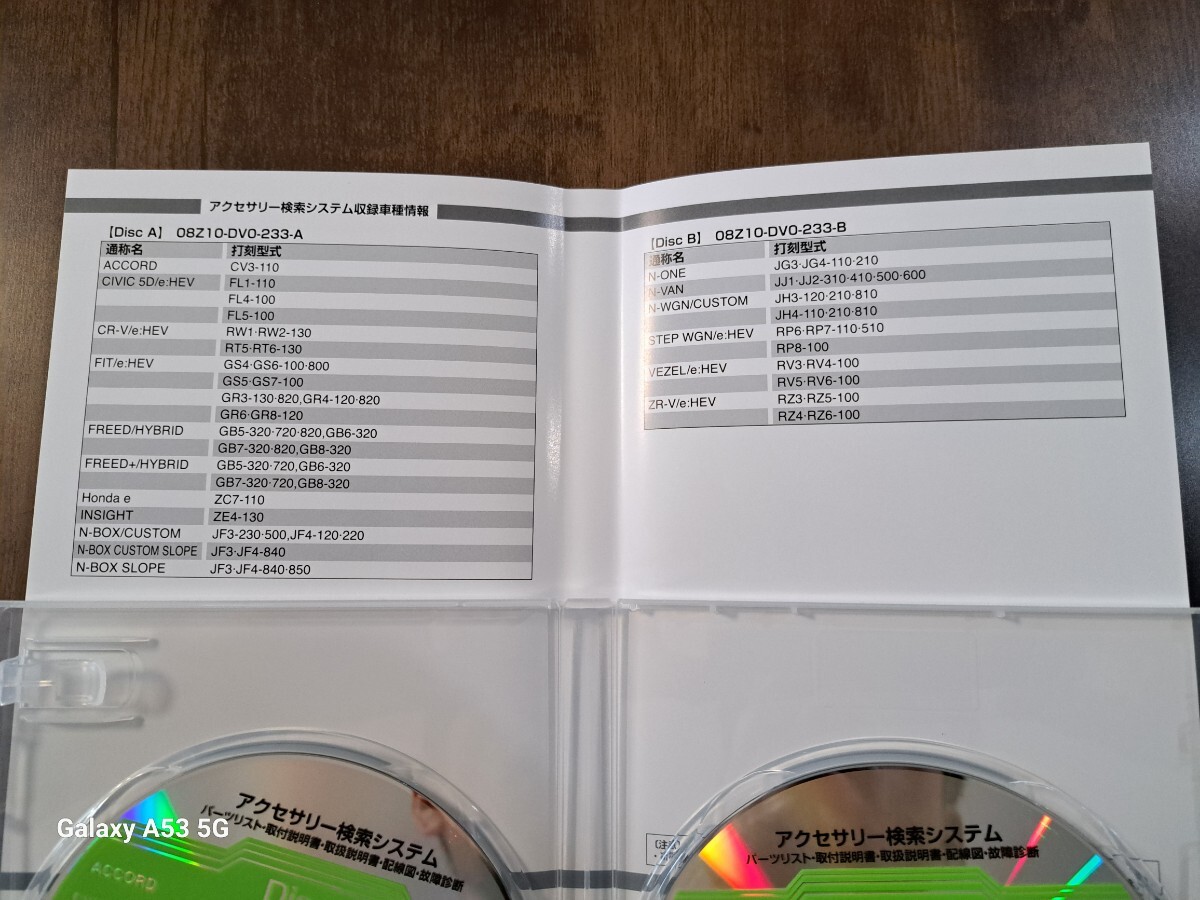 アクセサリー検索システム収録車種情報
【Disc A】 08Z10-DV0-233-A
通称名 打刻型式
ACCORD CV3-110
CIVIC 5D/e:HEV FL1-110
FL4-100
FL5-100
CR-V/e:HEV RW1·RW2-130
RT5·RT6-130
FIT/e:HEV GS4·GS6-100·800
GS5·GS7-100
GR3-130·820,GR4-120·820
GR6·GR8-120
FREED/HYBRID GB5-320·720·820,GB6-320
GB7-320·820,GB8-320
FREED+/HYBRID GB5-320·720,GB6-320
GB7-320·720,GB8-320
Honda e ZC7-110
INSIGHT ZE4-130
N-BOX/CUSTOM JF3-230·500,JF4-120·220
N-BOX CUSTOM SLOPE JF3·JF4-840
N-BOX SLOPE JF3·JF4-840·850
【Disc B】 08Z10-DV0-233-B
通称名 打刻型式
N-ONE JG3·JG4-110·210
N-VAN JJ1·JJ2-310·410·500·600
N-WGN/CUSTOM JH3-120·210·810
JH4-110·210·810
STEP WGN/e:HEV RP6·RP7-110·510
RP8-100
VEZEL/e:HEV RV3·RV4-100
RV5·RV6-100
ZR-V/e:HEV RZ3·RZ5-100
RZ4·RZ6-100
アクセサリー検索システム
パーツリスト・取付説明書・取扱説明書・配線図・故障診断
ACCORD
アクセサリー検索システム
パーツリスト・取付説明書・取扱説明書・配線図・故障診断
Galaxy A53 5G